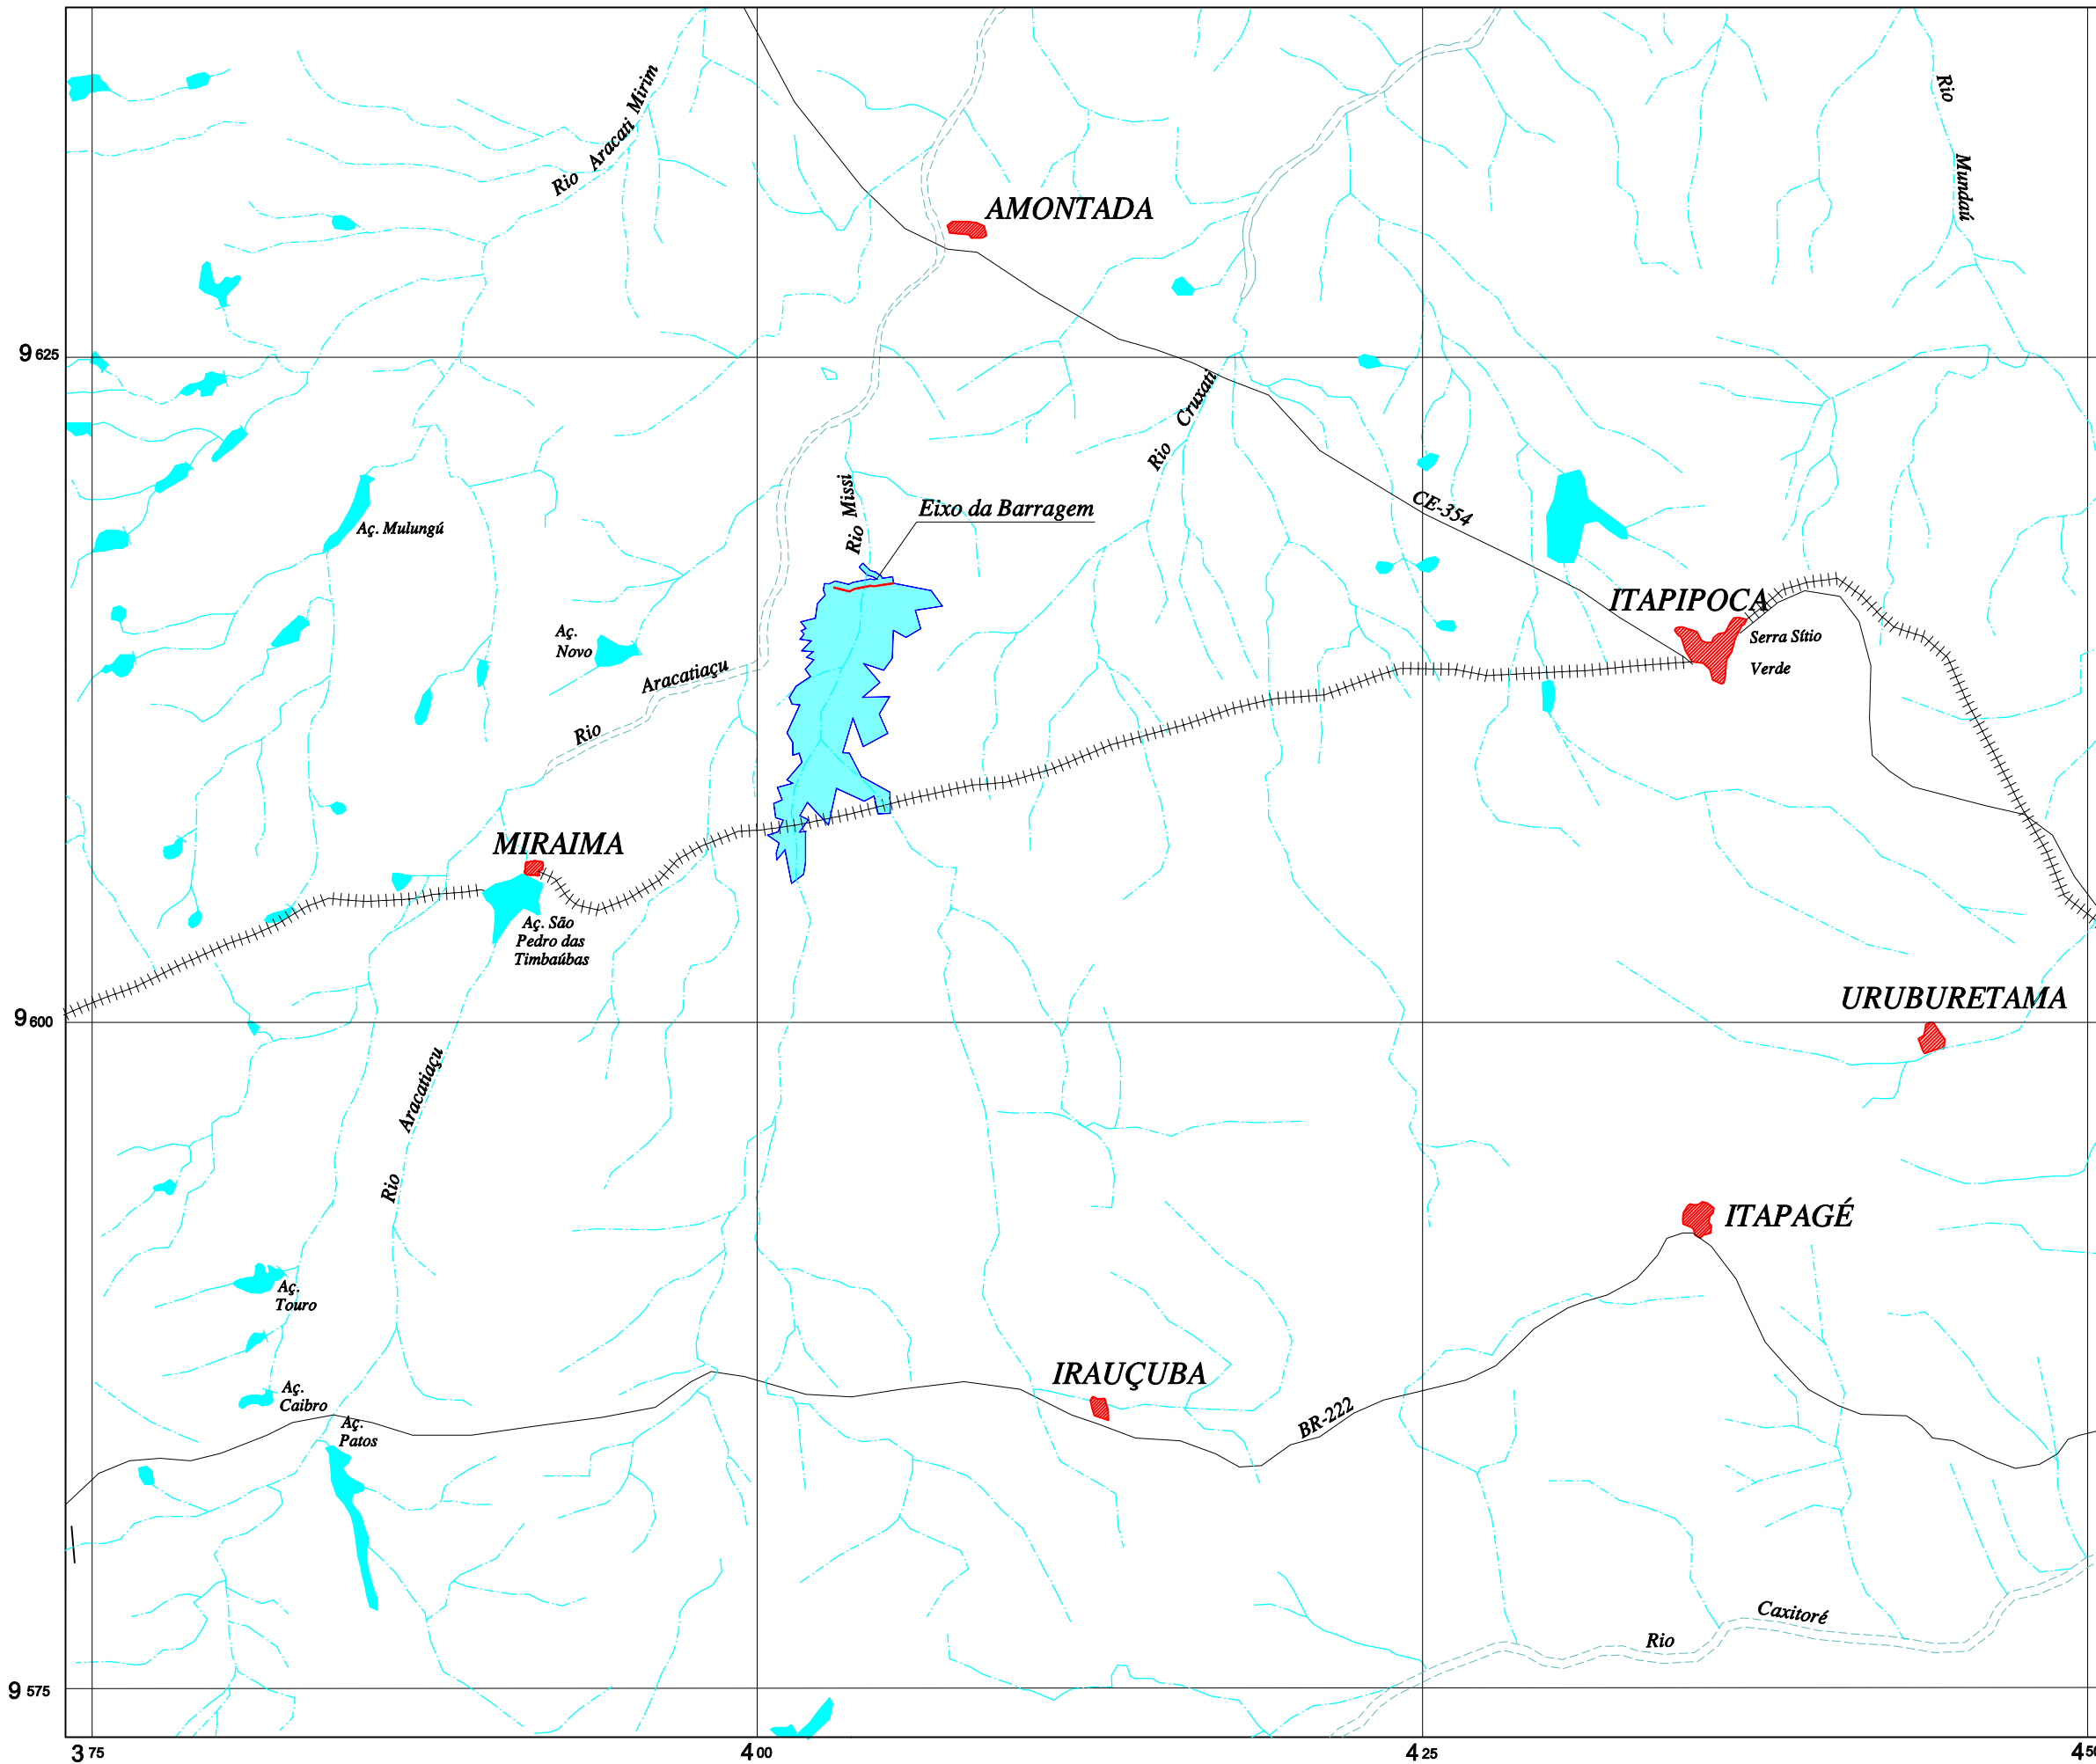 Rio Aracati Mirim
Rio
Mundaú
AMONTADA
9 625
Rio Cruxati
Rio Missi
Eixo da Barragem
CE-354
Aç. Mulungú
ITAPIPOCA
Serra Sítio
Verde
Aç.
Novo
Rio Aracatiaçu
MIRAIMA
Aç. São
Pedro das
Timbaúbas
URUBURETAMA
9 600
Rio Aracatiaçu
ITAPAGÉ
Aç.
Touro
IRAUÇUBA
Aç.
Caibro
BR-222
Aç.
Patos
Rio Caxitoré
9 575
3 75
4 00
4 25